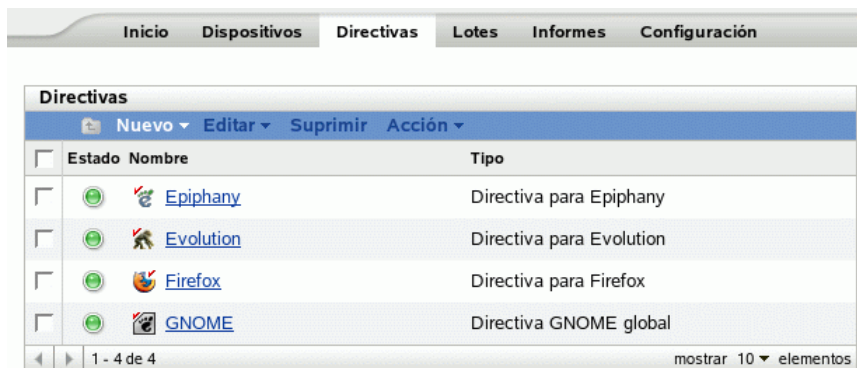 Inicio Dispositivos Directivas Lotes Informes Configuración
Directivas
Nuevo Editar Suprimir Acción
Estado Nombre Tipo
Epiphany Directiva para Epiphany
Evolution Directiva para Evolution
Firefox Directiva para Firefox
GNOME Directiva GNOME global
1 - 4 de 4 mostrar 10 elementos